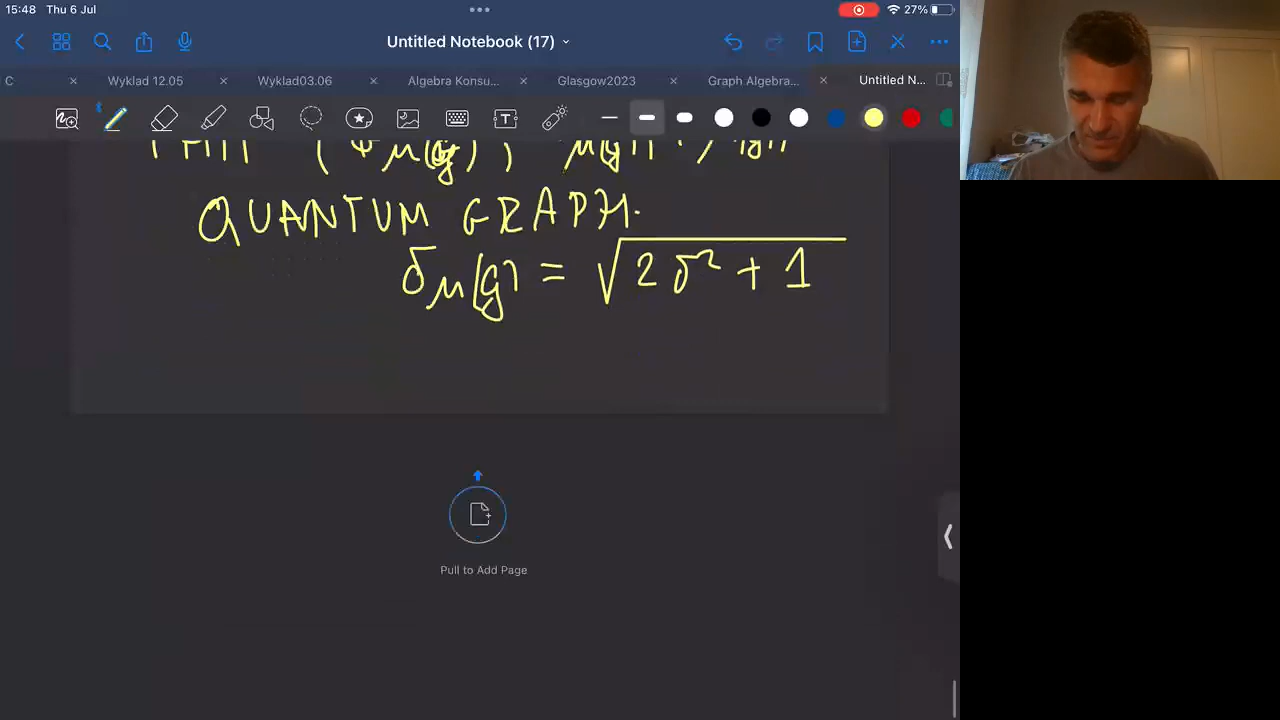 15:48 Thu 6 Jul 27%
Untitled Notebook (17)
C Wyklad 12.05 Wyklad03.06 Algebra Konsu... Glasgow2023 Graph Algebra... Untitled N...
QUANTUM GRAPH.
δμ(g) = √2δ² + 1
Pull to Add Page